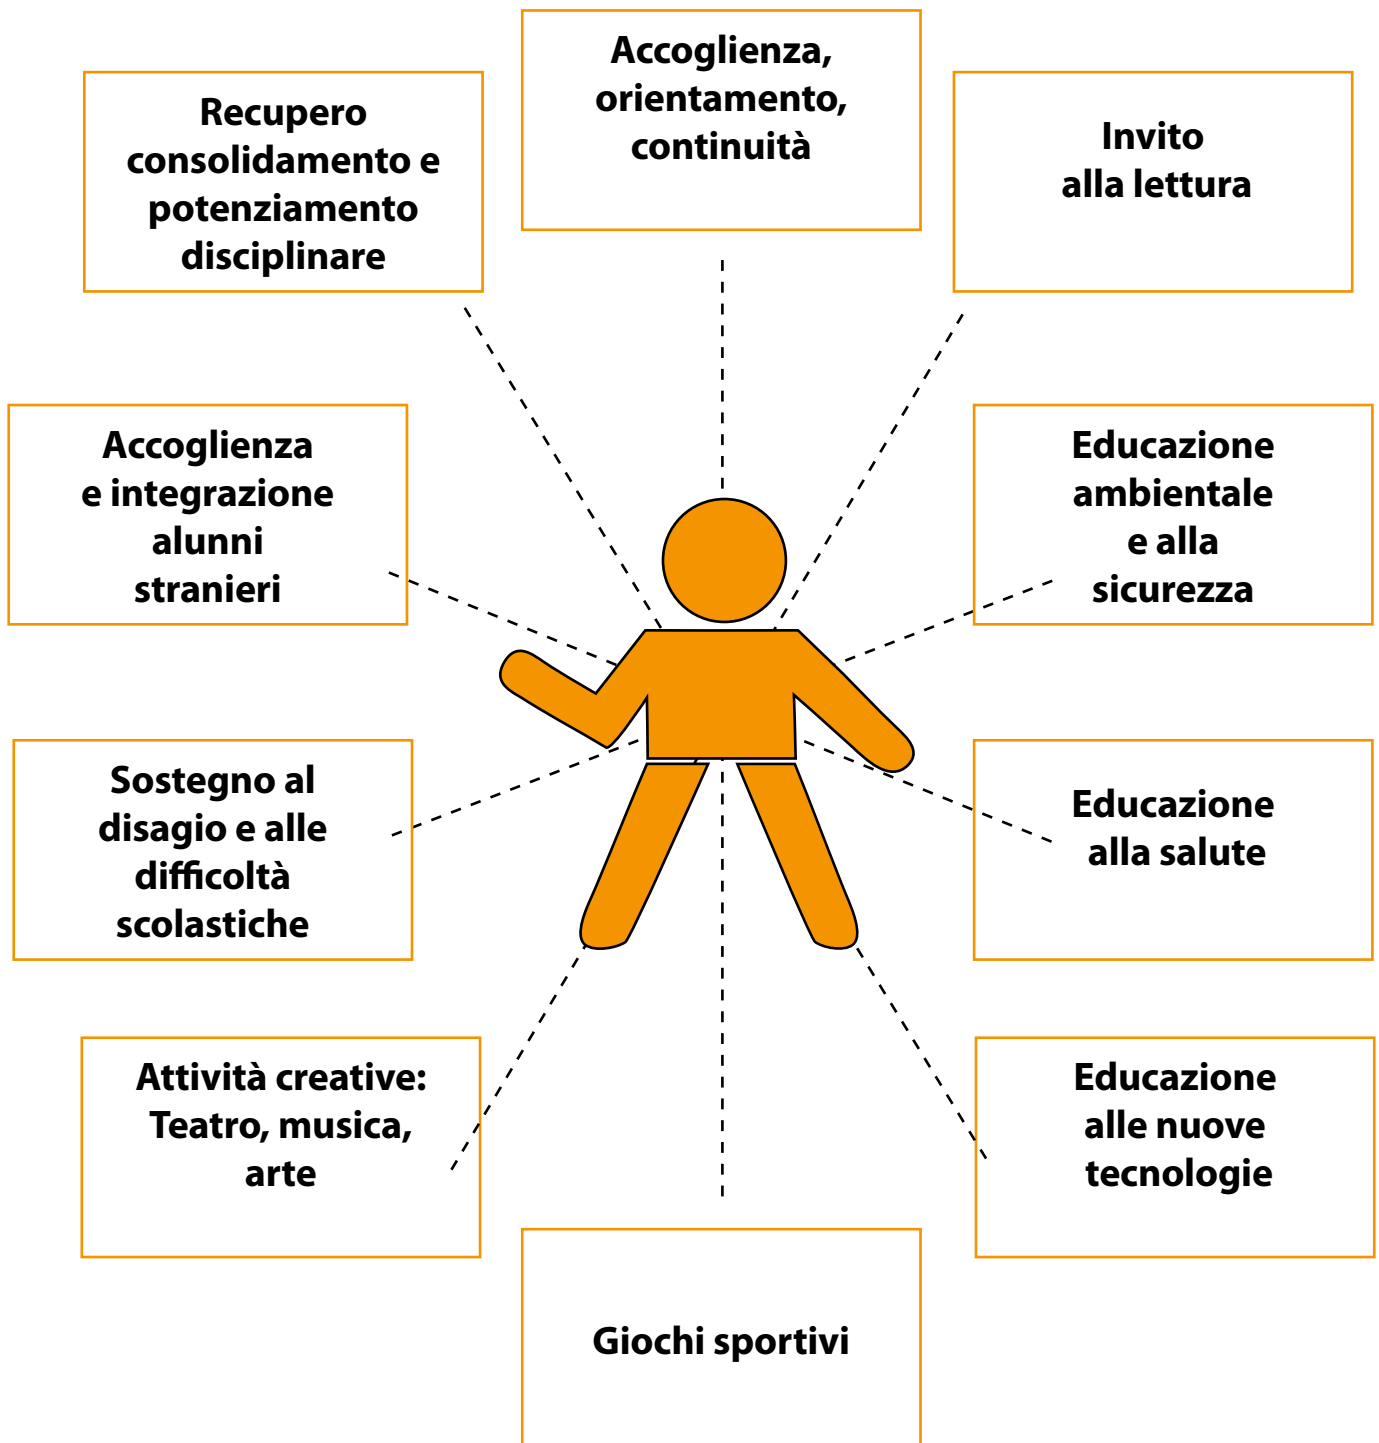 Accoglienza,
orientamento,
continuità
Recupero
consolidamento e
potenziamento
disciplinare
Invito
alla lettura
Accoglienza
e integrazione
alunni
stranieri
Educazione
ambientale
e alla
sicurezza
Sostegno al
disagio e alle
difficoltà
scolastiche
Educazione
alla salute
Attività creative:
Teatro, musica,
arte
Educazione
alle nuove
tecnologie
Giochi sportivi